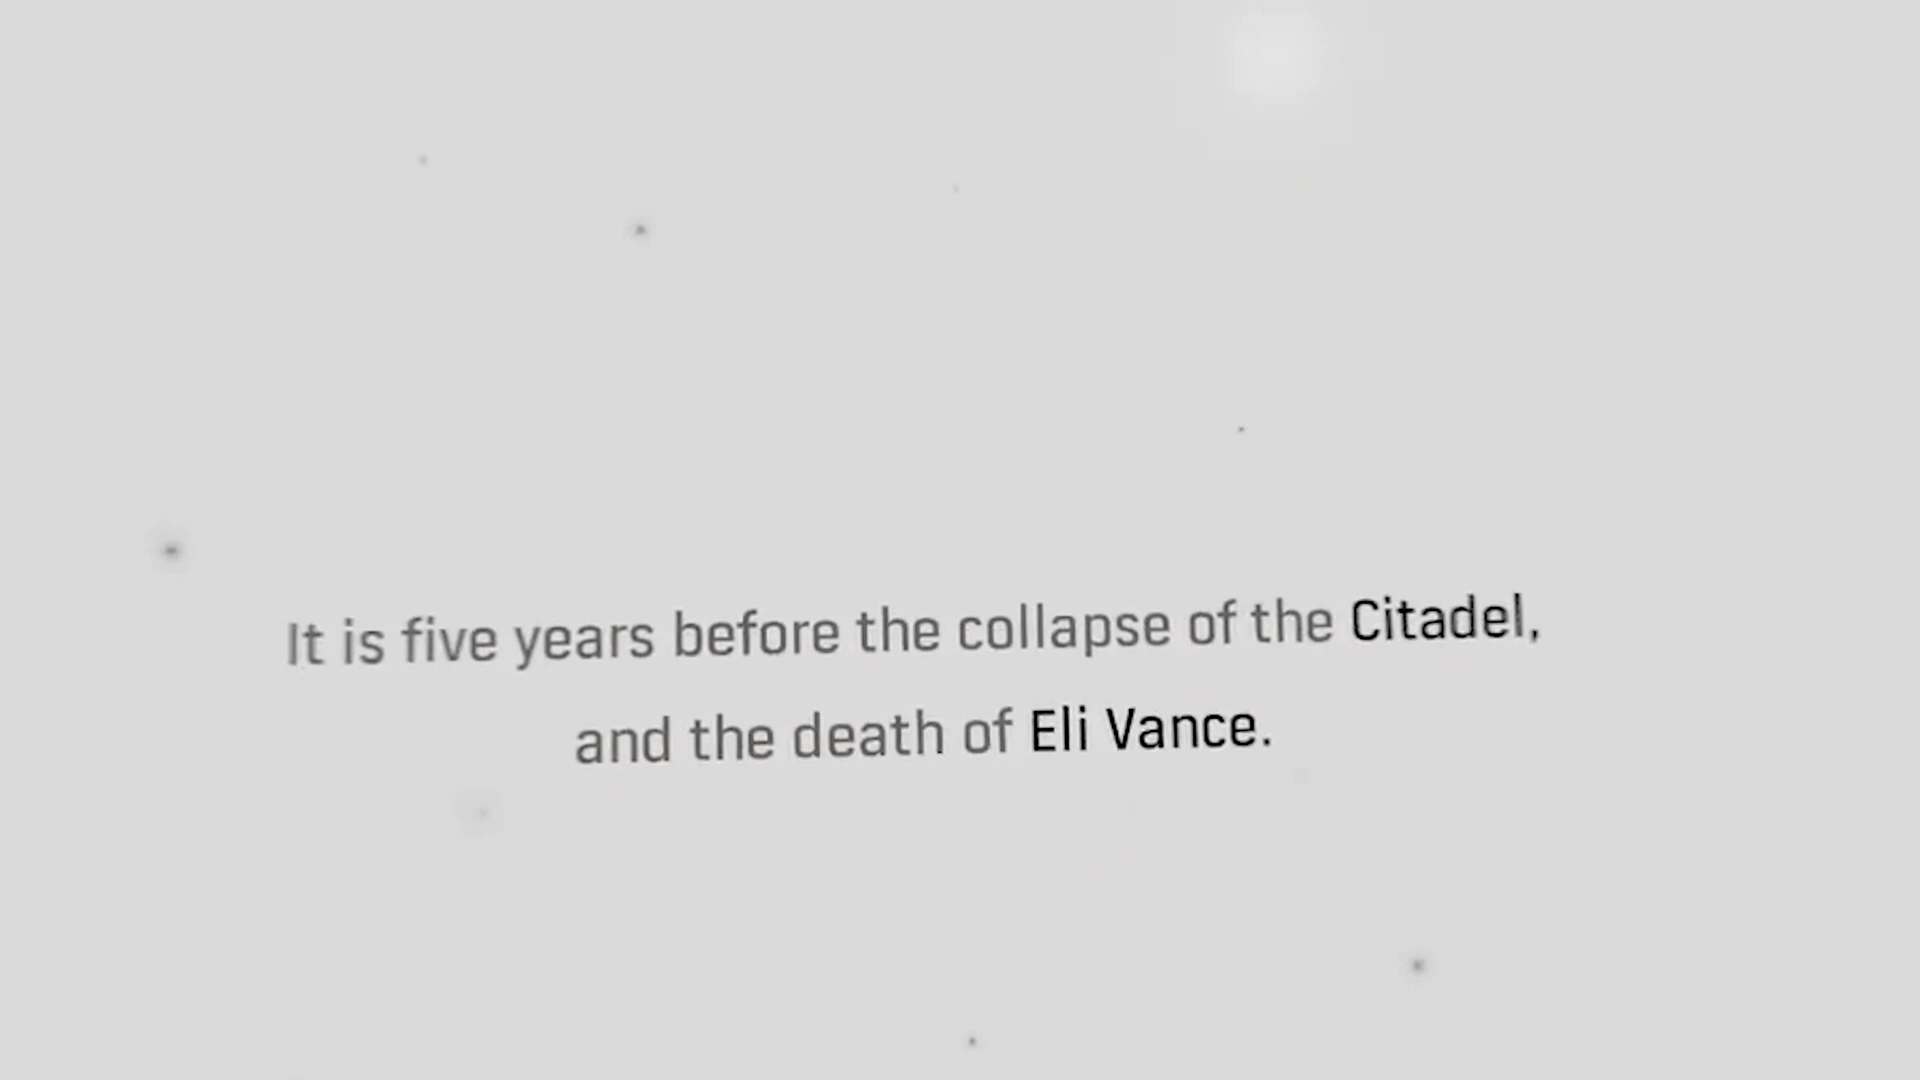 It is five years before the collapse of the Citadel,
and the death of Eli Vance.